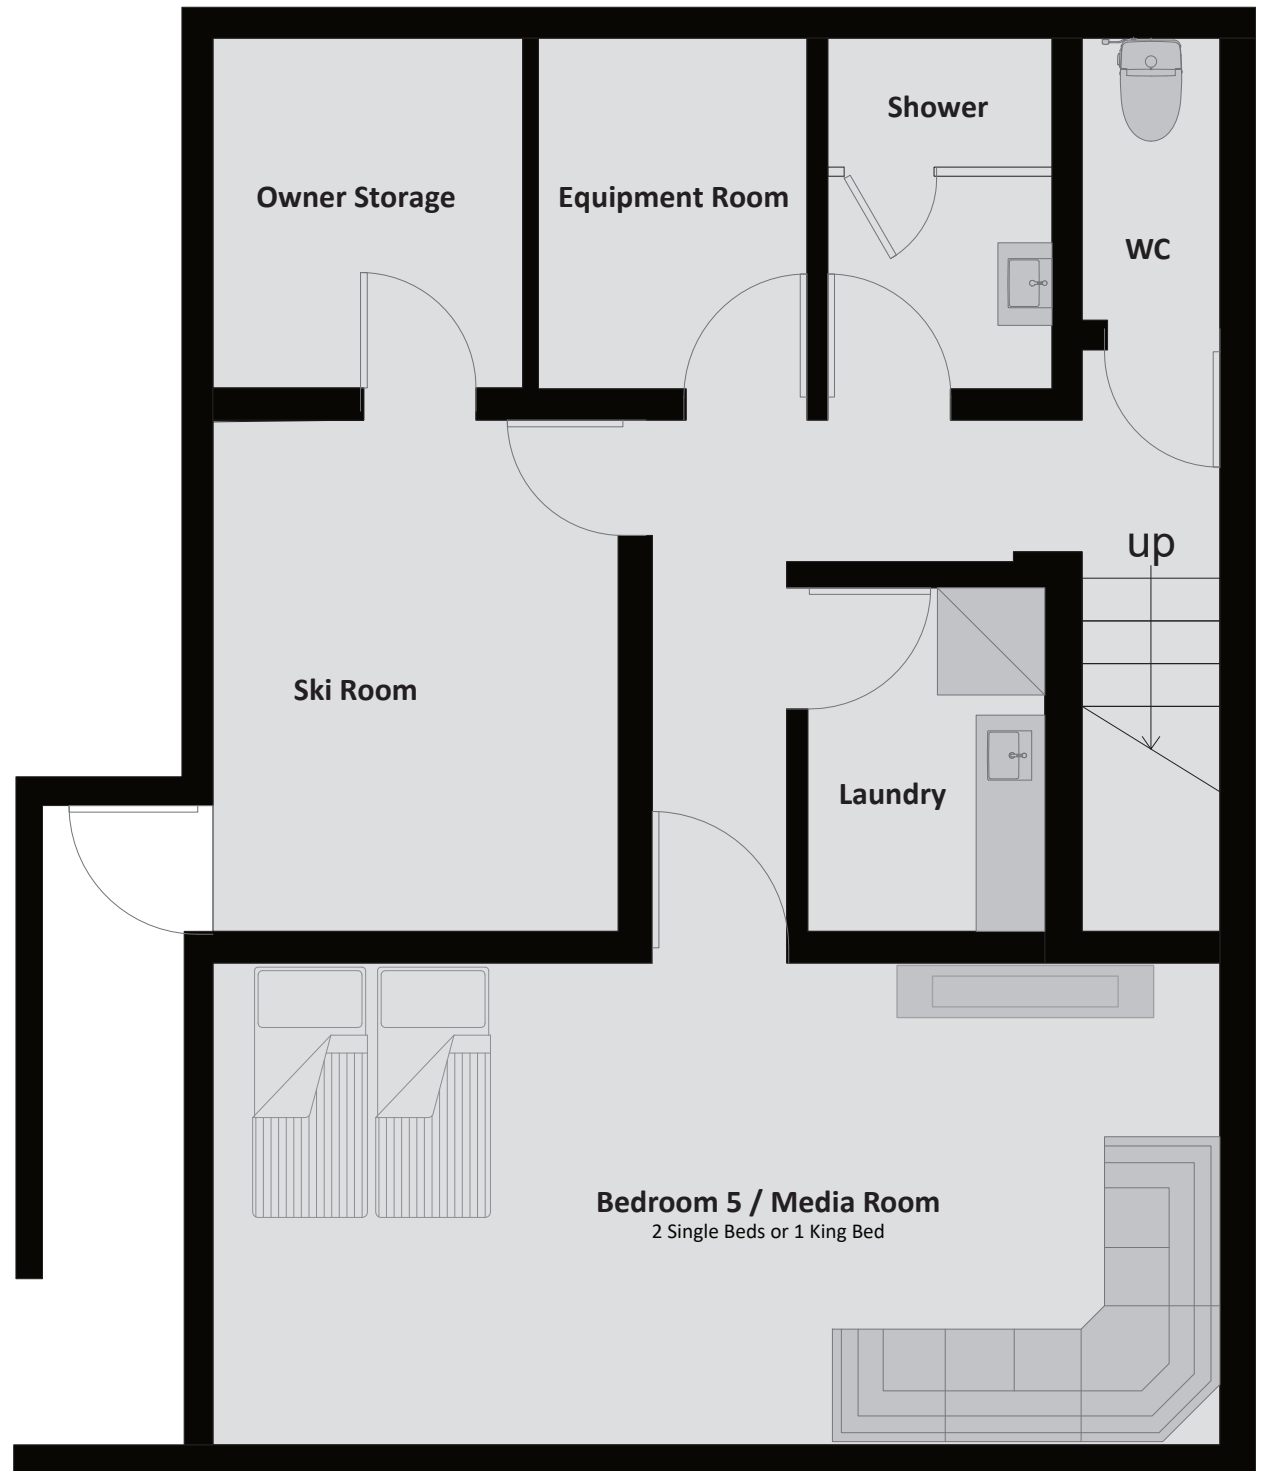 Shower
Owner Storage
Equipment Room
WC
up
Ski Room
Laundry
Bedroom 5 / Media Room
2 Single Beds or 1 King Bed